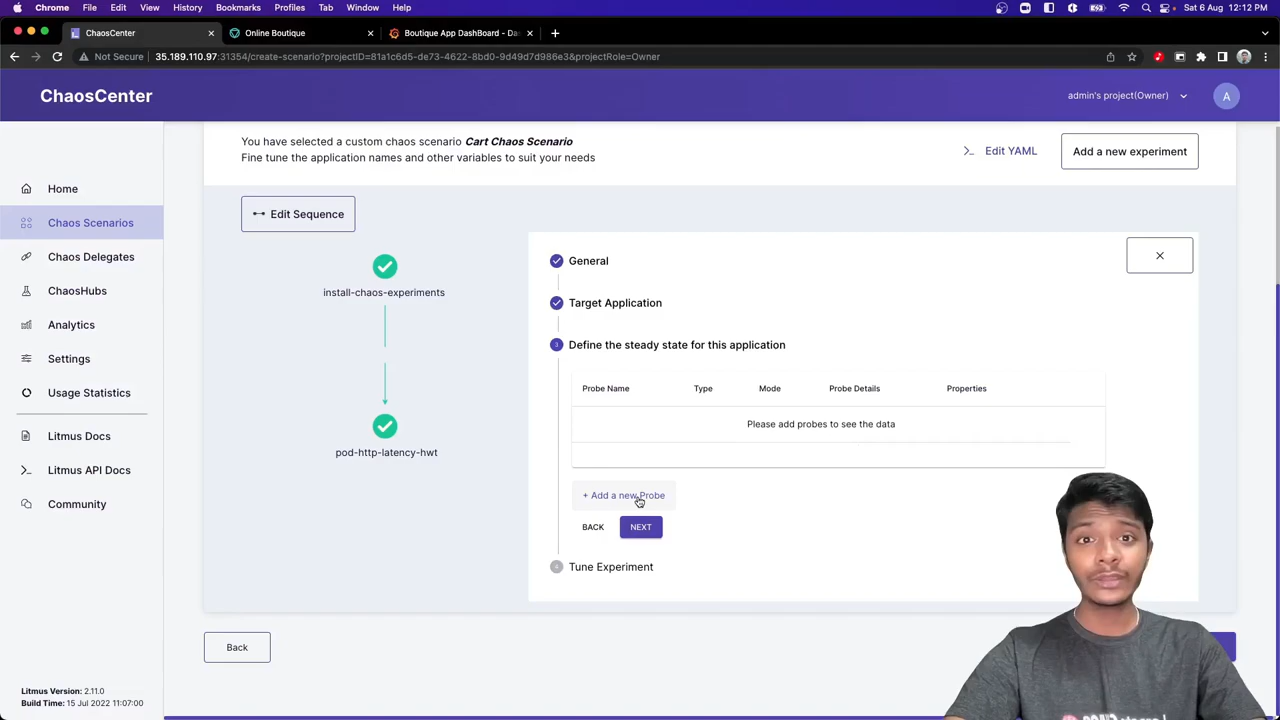 Chrome File Edit View History Bookmarks Profiles Tab Window Help
Sat 6 Aug 12:12 PM
ChaosCenter
Online Boutique
Boutique App DashBoard - Da
Not Secure
35.189.110.97:31354/create-scenario?projectID=81a1c6d5-de73-4622-8bd0-9d49d7d986e3&projectRole=Owner
ChaosCenter
admin's project(Owner)
A
You have selected a custom chaos scenario Cart Chaos Scenario
Fine tune the application names and other variables to suit your needs
>_ Edit YAML
Add a new experiment
Home
Chaos Scenarios
Chaos Delegates
ChaosHubs
Analytics
Settings
Usage Statistics
Litmus Docs
Litmus API Docs
Community
Litmus Version: 2.11.0
Build Time: 15 Jul 2022 11:07:00
Edit Sequence
install-chaos-experiments
pod-http-latency-hwt
General
Target Application
3
Define the steady state for this application
Probe Name Type Mode Probe Details Properties
Please add probes to see the data
+ Add a new Probe
BACK
NEXT
4
Tune Experiment
Back